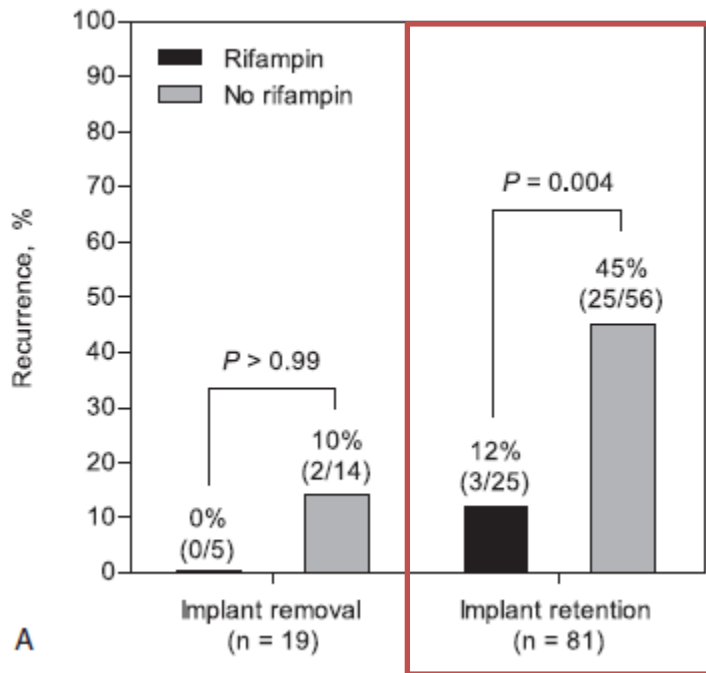 100
90
80
70
60
50
40
30
20
10
0
Recurrence, %
Rifampin
No rifampin
P > 0.99
0%
(0/5)
10%
(2/14)
P = 0.004
12%
(3/25)
45%
(25/56)
Implant removal
(n = 19)
Implant retention
(n = 81)
A